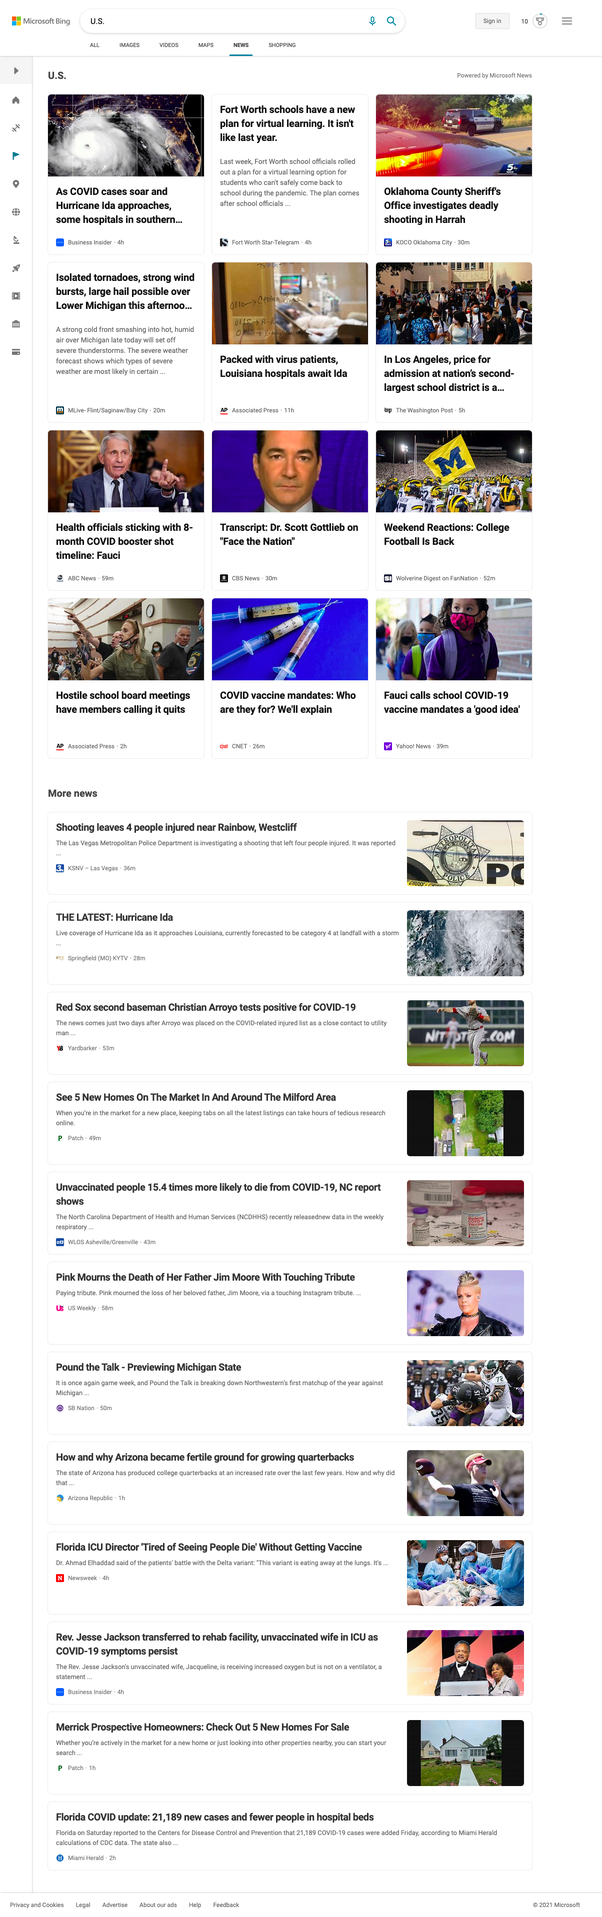 Microsoft Bing
U.S.
Sign in
10
ALL
IMAGES
VIDEOS
MAPS
NEWS
SHOPPING
U.S.
Powered by Microsoft News
As COVID cases soar and
Hurricane Ida approaches,
some hospitals in southern...
Business Insider · 4h
Fort Worth schools have a new
plan for virtual learning. It isn't
like last year.
Last week, Fort Worth school officials rolled
out a plan for a virtual learning option for
students who can't safely come back to
school during the pandemic. The plan comes
after school officials ...
Fort Worth Star-Telegram · 4h
5
Oklahoma County Sheriff's
Office investigates deadly
shooting in Harrah
KOCO Oklahoma City · 30m
Isolated tornadoes, strong wind
bursts, large hail possible over
Lower Michigan this afternoo...
A strong cold front smashing into hot, humid
air over Michigan late today will set off
severe thunderstorms. The severe weather
forecast shows which types of severe
weather are most likely in certain ...
MLive- Flint/Saginaw/Bay City · 20m
Packed with virus patients,
Louisiana hospitals await Ida
AP
Associated Press · 11h
In Los Angeles, price for
admission at nation's second-
largest school district is a...
wp
The Washington Post · 5h
Health officials sticking with 8-
month COVID booster shot
timeline: Fauci
ABC News · 59m
Transcript: Dr. Scott Gottlieb on
"Face the Nation"
CBS News · 30m
M
Weekend Reactions: College
Football Is Back
Wolverine Digest on FanNation · 52m
Hostile school board meetings
have members calling it quits
AP
Associated Press · 2h
COVID vaccine mandates: Who
are they for? We'll explain
CNET · 26m
Fauci calls school COVID-19
vaccine mandates a 'good idea'
Yahoo! News · 39m
More news
Shooting leaves 4 people injured near Rainbow, Westcliff
The Las Vegas Metropolitan Police Department is investigating a shooting that left four people injured. It was reported
...
KSNV – Las Vegas · 36m
METROPOLITAN
POLICE
PO
THE LATEST: Hurricane Ida
Live coverage of Hurricane Ida as it approaches Louisiana, currently forecasted to be category 4 at landfall with a storm
...
Springfield (MO) KYTV · 28m
Red Sox second baseman Christian Arroyo tests positive for COVID-19
The news comes just two days after Arroyo was placed on the COVID-related injured list as a close contact to utility
man ...
Yardbarker · 53m
See 5 New Homes On The Market In And Around The Milford Area
When you're in the market for a new place, keeping tabs on all the latest listings can take hours of tedious research
online.
P
Patch · 49m
Unvaccinated people 15.4 times more likely to die from COVID-19, NC report
shows
The North Carolina Department of Health and Human Services (NCDHHS) recently releasednew data in the weekly
respiratory ...
WLOS Asheville/Greenville · 43m
Pink Mourns the Death of Her Father Jim Moore With Touching Tribute
Paying tribute. Pink mourned the loss of her beloved father, Jim Moore, via a touching Instagram tribute. ...
Us
US Weekly · 58m
Pound the Talk - Previewing Michigan State
It is once again game week, and Pound the Talk is breaking down Northwestern's first matchup of the year against
Michigan ...
SB Nation · 50m
72
35
How and why Arizona became fertile ground for growing quarterbacks
The state of Arizona has produced college quarterbacks at an increased rate over the last few years. How and why did
that ...
Arizona Republic · 1h
Florida ICU Director 'Tired of Seeing People Die' Without Getting Vaccine
Dr. Ahmad Elhaddad said of the patients' battle with the Delta variant: "This variant is eating away at the lungs. It's ...
N
Newsweek · 4h
Rev. Jesse Jackson transferred to rehab facility, unvaccinated wife in ICU as
COVID-19 symptoms persist
The Rev. Jesse Jackson's unvaccinated wife, Jacqueline, is receiving increased oxygen but is not on a ventilator, a
statement ...
Business Insider · 4h
Merrick Prospective Homeowners: Check Out 5 New Homes For Sale
Whether you're actively in the market for a new home or just looking into other properties nearby, you can start your
search ...
P
Patch · 1h
Florida COVID update: 21,189 new cases and fewer people in hospital beds
Florida on Saturday reported to the Centers for Disease Control and Prevention that 21,189 COVID-19 cases were added Friday, according to Miami Herald
calculations of CDC data. The state also ...
Miami Herald · 2h
Privacy and Cookies
Legal
Advertise
About our ads
Help
Feedback
© 2021 Microsoft